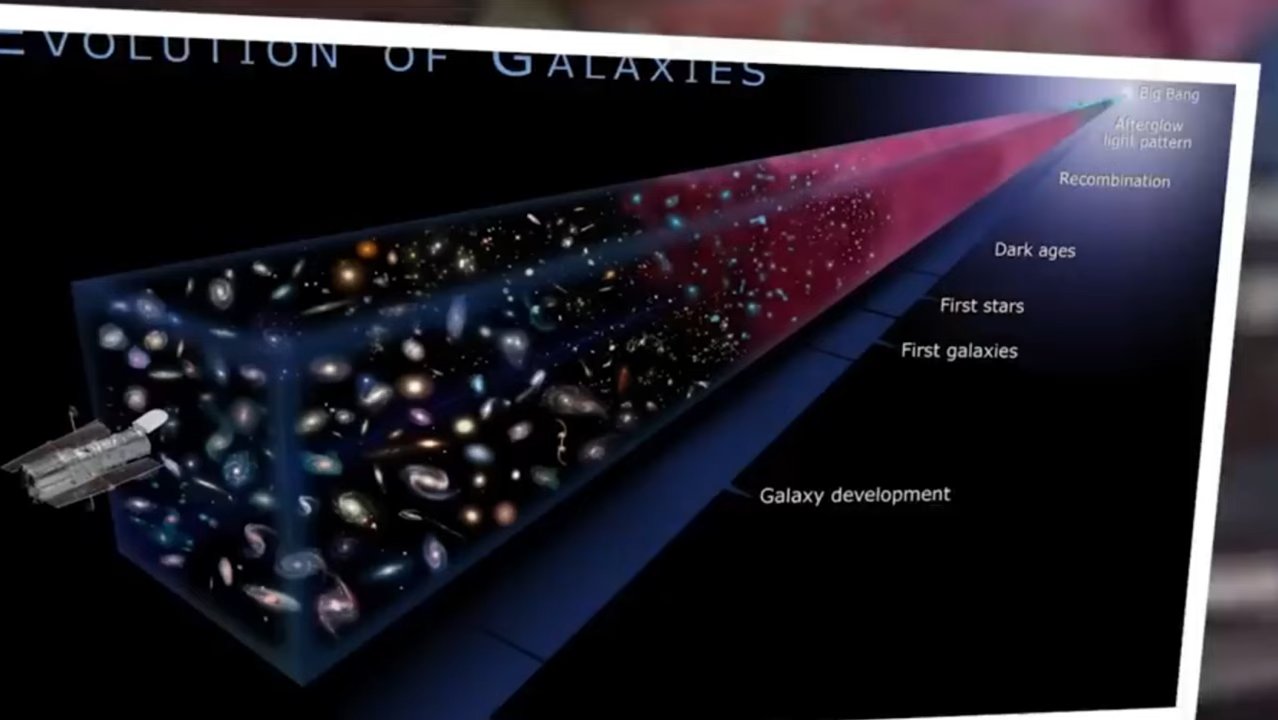 EVOLUTION OF GALAXIES
Big Bang
Afterglow
light pattern
Recombination
Dark ages
First stars
First galaxies
Galaxy development